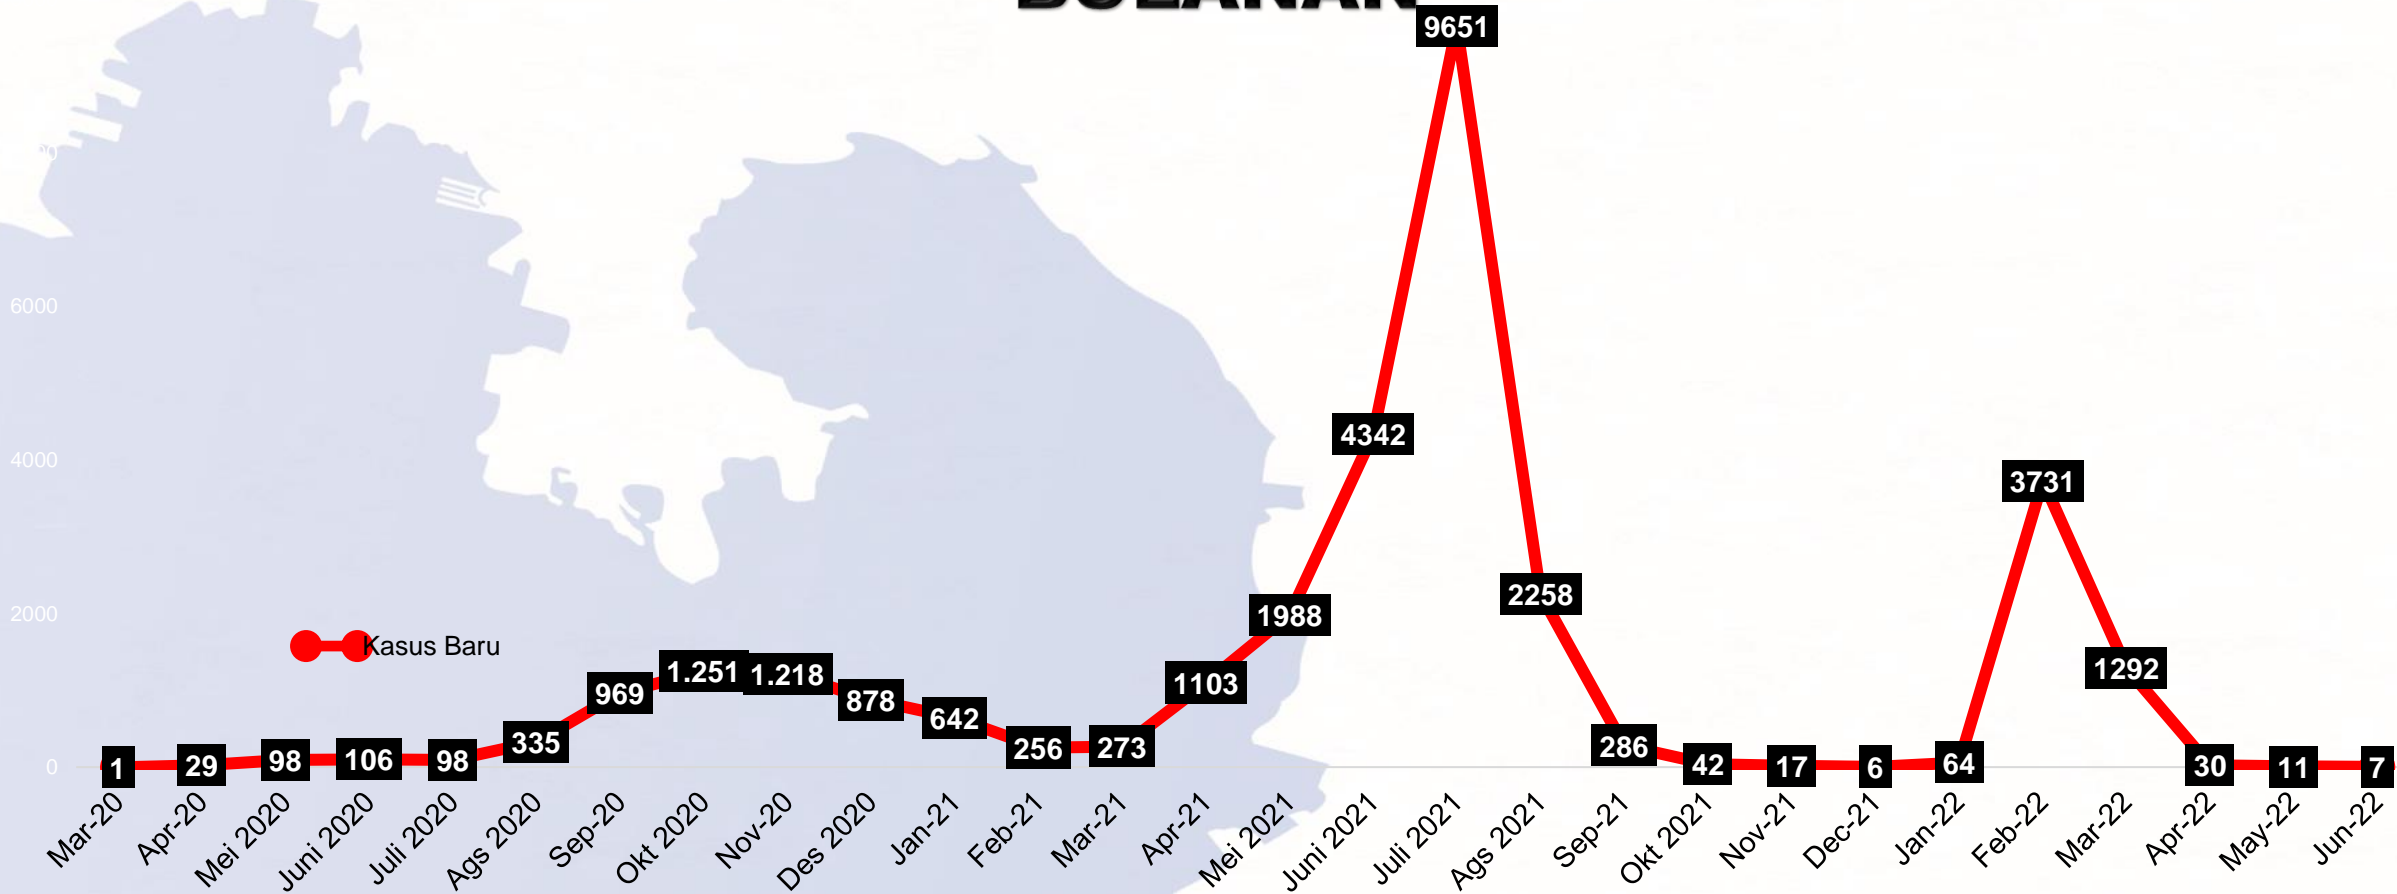 9651
6000
4000
2000
0
4342
3731
2258
1988
1292
Kasus Baru
1
29
98
106
98
335
969
1.251
1.218
878
642
256
273
1103
286
42
17
6
64
30
11
7
Mar-20
Apr-20
Mei 2020
Juni 2020
Juli 2020
Ags 2020
Sep-20
Okt 2020
Nov-20
Des 2020
Jan-21
Feb-21
Mar-21
Apr-21
Mei 2021
Juni 2021
Juli 2021
Ags 2021
Sep-21
Okt 2021
Nov-21
Dec-21
Jan-22
Feb-22
Mar-22
Apr-22
May-22
Jun-22